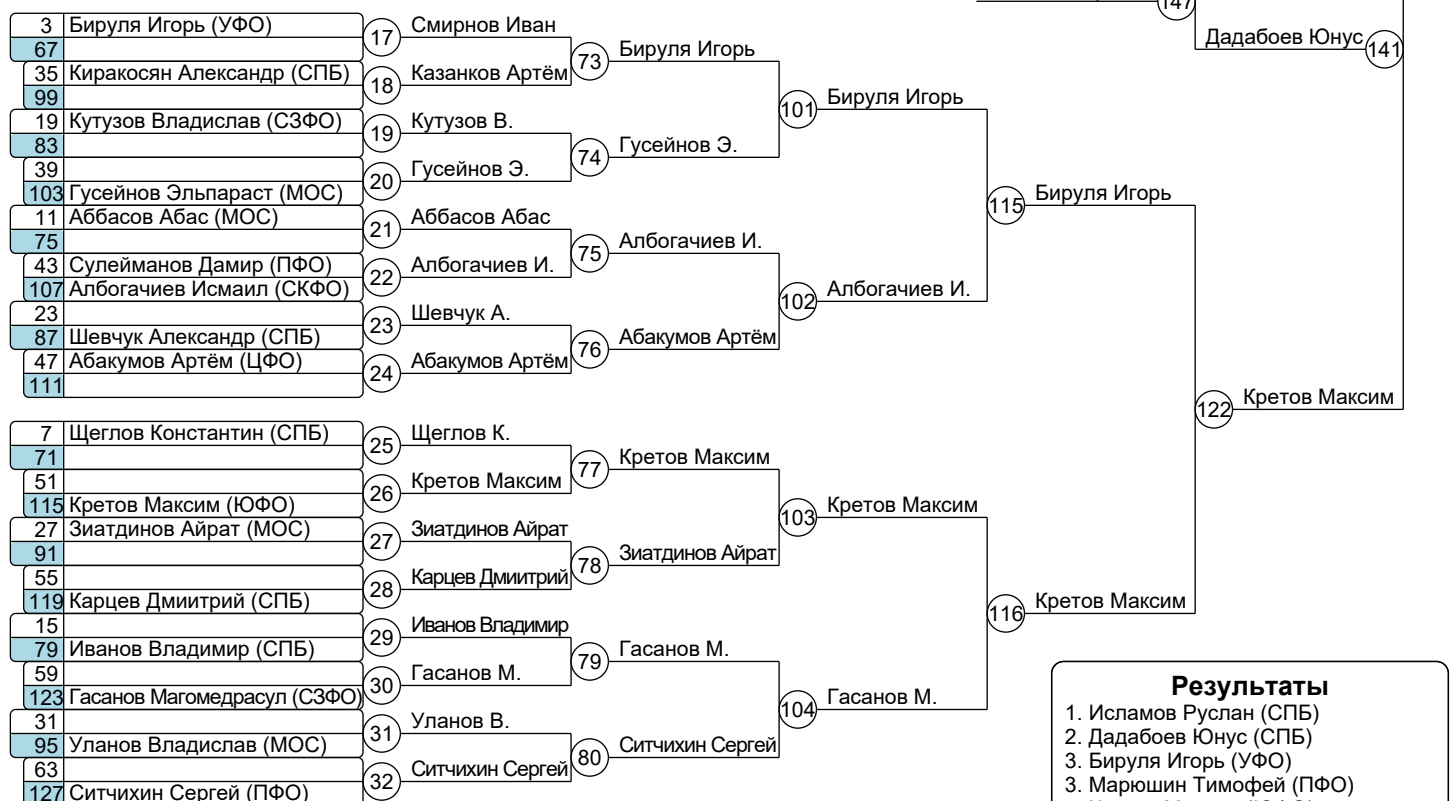 147
Дадабоев Юнус
141
3 Бируля Игорь (УФО)
67
17
Смирнов Иван
35 Киракосян Александр (СПБ)
99
18
Казанков Артём
73
Бируля Игорь
19 Кутузов Владислав (СЗФО)
83
19
Кутузов В.
39
103 Гусейнов Эльпараст (МОС)
20
Гусейнов Э.
74
Гусейнов Э.
101
Бируля Игорь
11 Аббасов Абас (МОС)
75
21
Аббасов Абас
43 Сулейманов Дамир (ПФО)
107 Албогачиев Исмаил (СКФО)
22
Албогачиев И.
75
Албогачиев И.
23
87 Шевчук Александр (СПБ)
23
Шевчук А.
47 Абакумов Артём (ЦФО)
111
24
Абакумов Артём
76
Абакумов Артём
102
Албогачиев И.
115
Бируля Игорь
7 Щеглов Константин (СПБ)
71
25
Щеглов К.
51
115 Кретов Максим (ЮФО)
26
Кретов Максим
77
Кретов Максим
27 Зиатдинов Айрат (МОС)
91
27
Зиатдинов Айрат
55
119 Карцев Дмиитрий (СПБ)
28
Карцев Дмиитрий
78
Зиатдинов Айрат
103
Кретов Максим
15
79 Иванов Владимир (СПБ)
29
Иванов Владимир
59
123 Гасанов Магомедрасул (СЗФО)
30
Гасанов М.
79
Гасанов М.
31
95 Уланов Владислав (МОС)
31
Уланов В.
63
127 Ситчихин Сергей (ПФО)
32
Ситчихин Сергей
80
Ситчихин Сергей
104
Гасанов М.
116
Кретов Максим
122
Кретов Максим
Результаты
1. Исламов Руслан (СПБ)
2. Дадабоев Юнус (СПБ)
3. Бируля Игорь (УФО)
3. Марюшин Тимофей (ПФО)